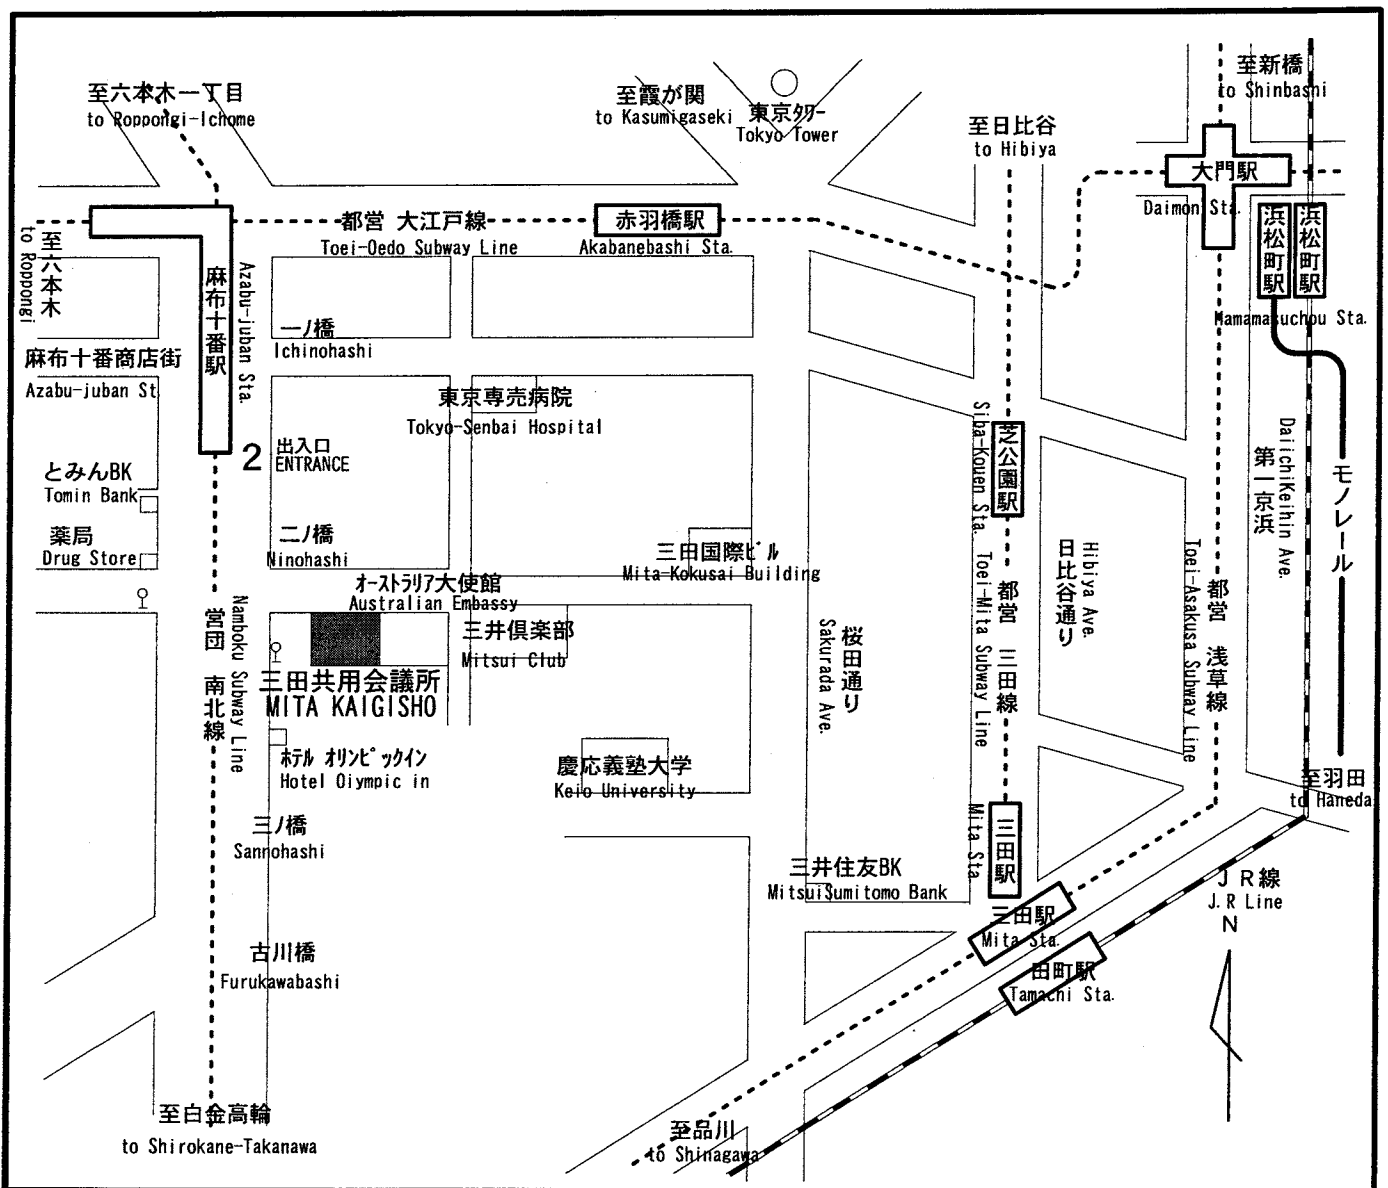 至六本木一丁目
to Roppongi-Ichome
至霞が関
to Kasumigaseki
東京ﾀﾜｰ
Tokyo Tower
至日比谷
to Hibiya
至新橋
to Shinbashi
大門駅
Daimon Sta.
浜松町駅
浜松町駅
Mamamasuchou Sta.
都営 大江戸線
Toei-Oedo Subway Line
赤羽橋駅
Akabanebashi Sta.
至六本木
to Roppongi
麻布十番駅
Azabu-juban Sta.
一ﾉ橋
Ichinohashi
麻布十番商店街
Azabu-juban St
東京専売病院
Tokyo-Senbai Hospital
2
出入口
ENTRANCE
とみんBK
Tomin Bank
薬局
Drug Store
二ﾉ橋
Ninohashi
三田国際ﾋﾞﾙ
Mita-Kokusai Building
芝公園駅
Siba-Kouen Sta.
都営 三田線
Toei-Mita Subway Line
日比谷通り
Hibiya Ave.
都営 浅草線
Toei-Asakusa Subway Line
第一京浜
DaiichiKeihin Ave.
モノレール
ｵｰｽﾄﾗﾘｱ大使館
Australian Embassy
三井倶楽部
Mitsui Club
営団 南北線
Namboku Subway Line
三田共用会議所
MITA KAIGISHO
桜田通り
Sakurada Ave.
ﾎﾃﾙ ｵﾘﾝﾋﾟｯｸｲﾝ
Hotel Oiympic in
慶応義塾大学
Keio University
至羽田
to Haneda
三ﾉ橋
Sannohashi
三田駅
Mita Sta.
三井住友BK
MitsuiSumitomo Bank
三田駅
Mita Sta.
ＪＲ線
J.R Line
N
田町駅
Tamachi Sta.
古川橋
Furukawabashi
至白金高輪
to Shirokane-Takanawa
至品川
to Shinagawa